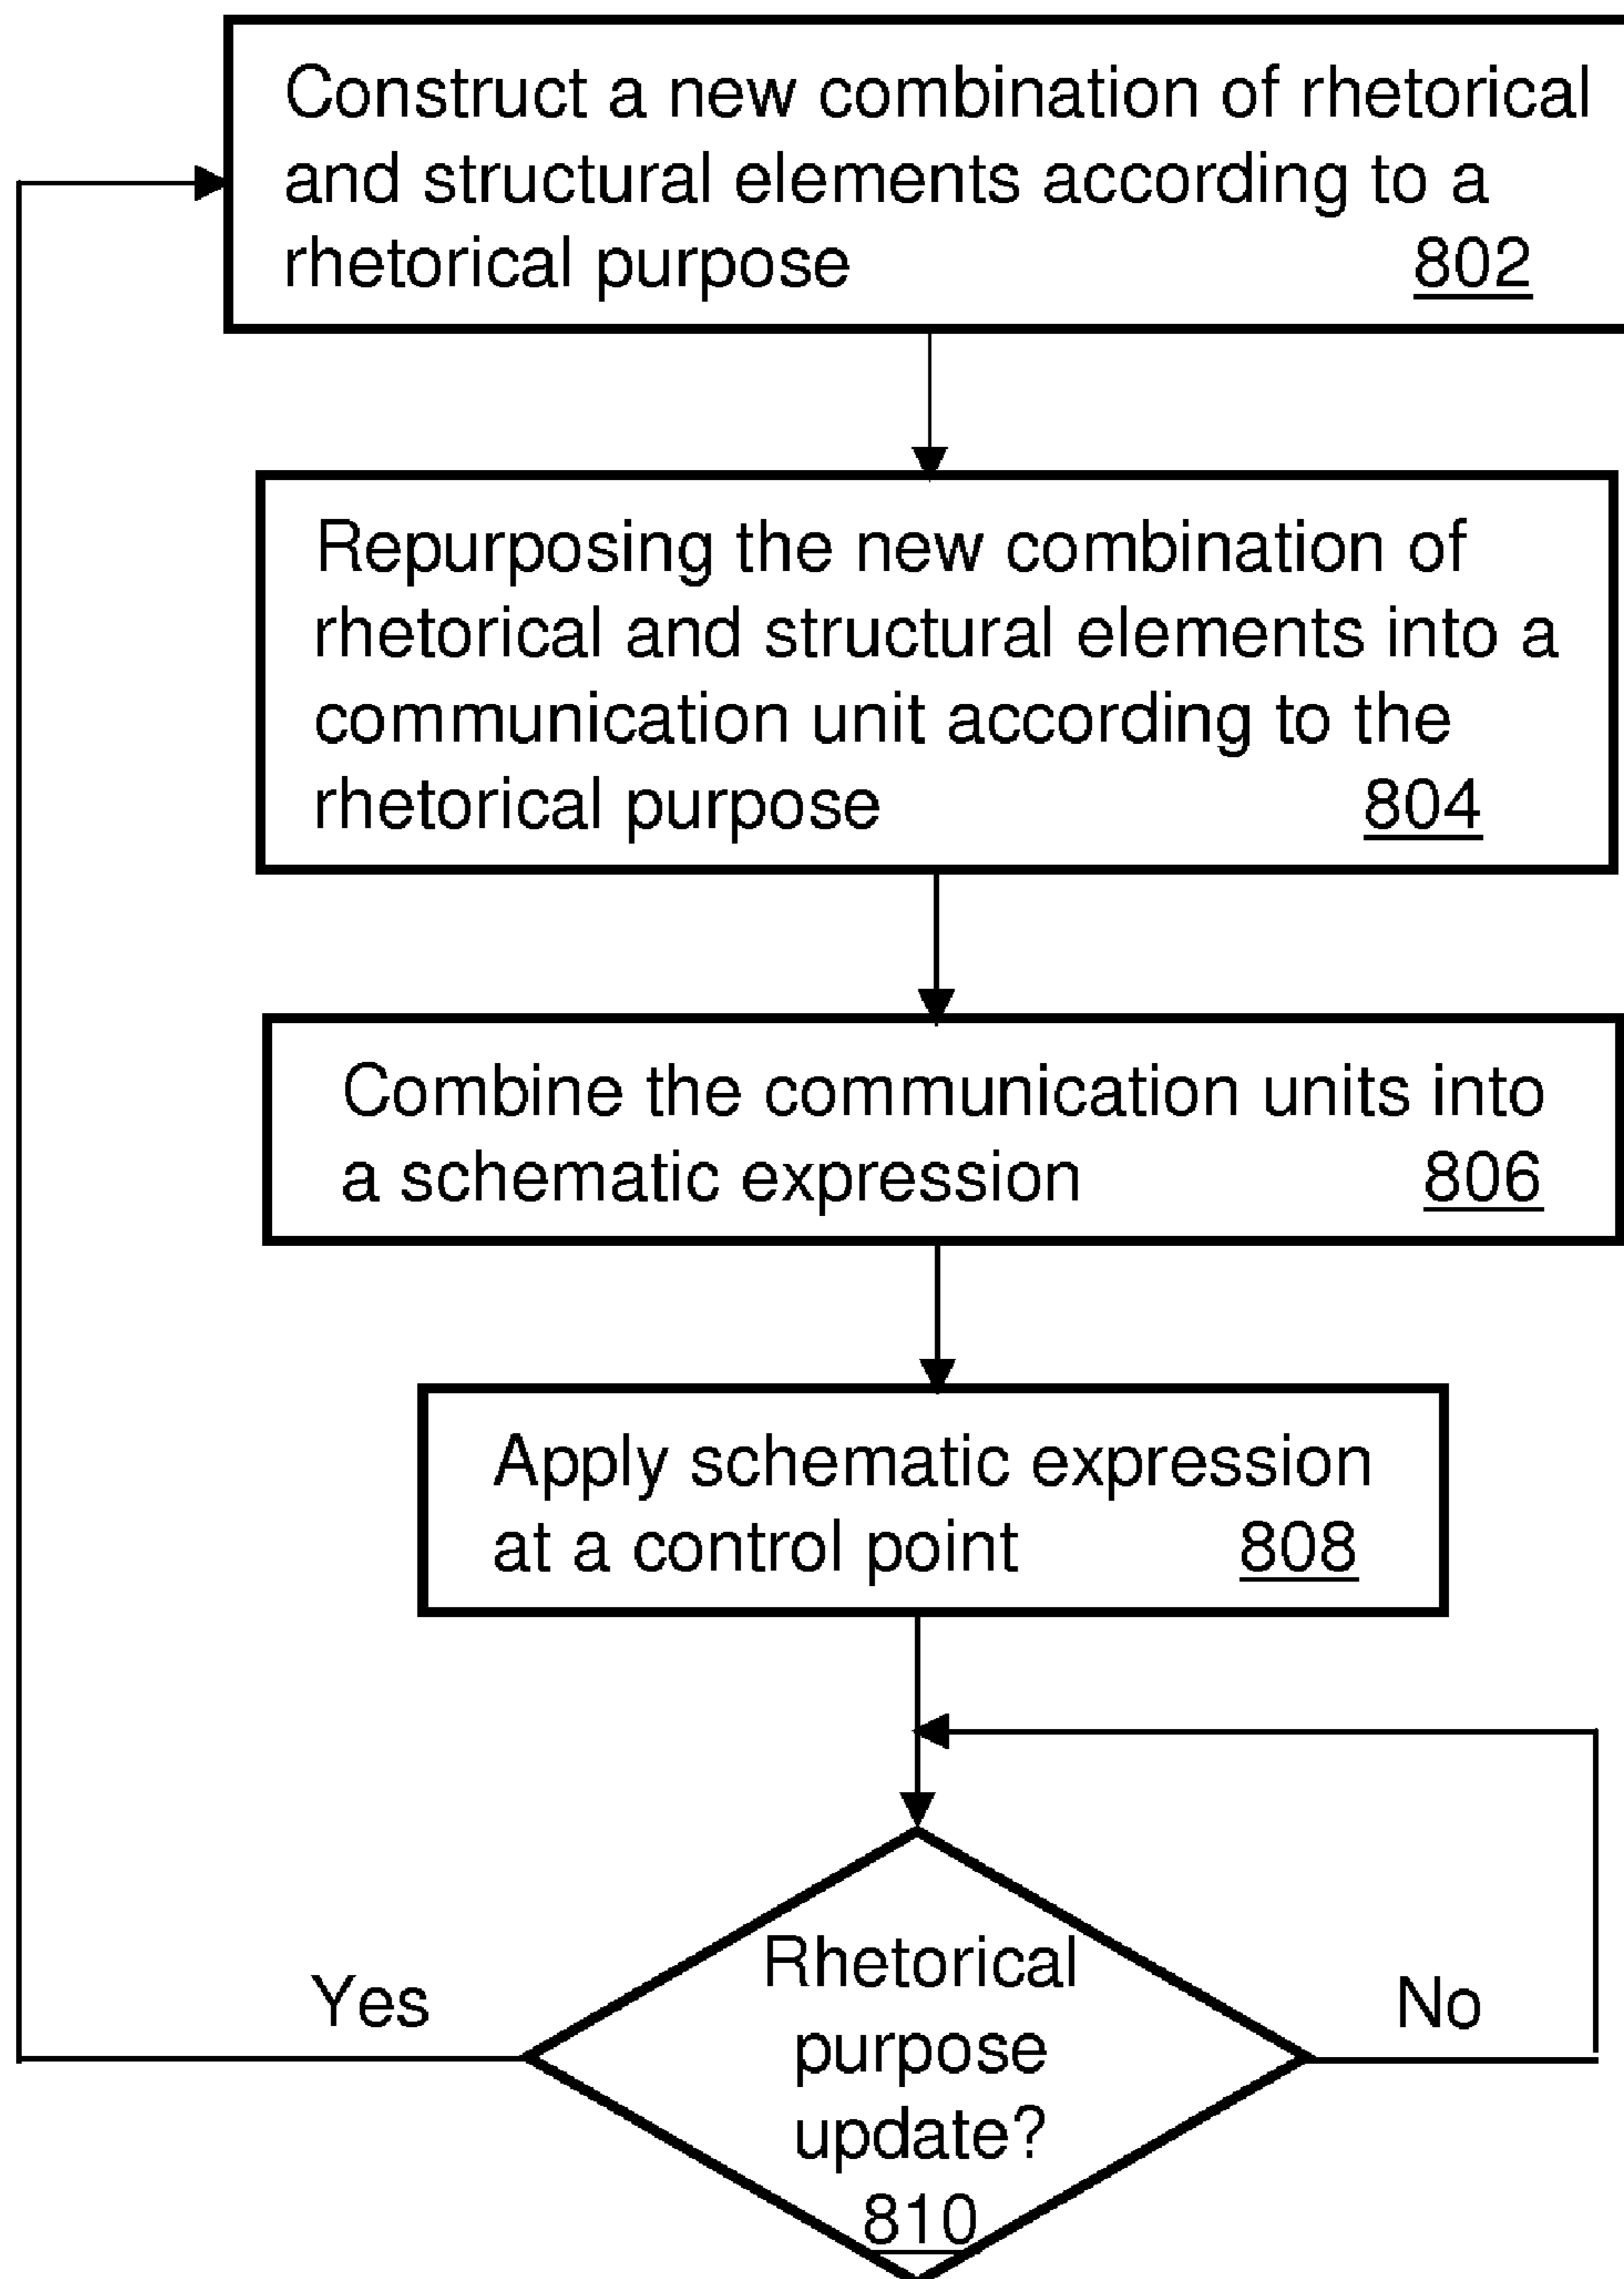 Construct a new combination of rhetorical
and structural elements according to a
rhetorical purpose 802
Repurposing the new combination of
rhetorical and structural elements into a
communication unit according to the
rhetorical purpose 804
Combine the communication units into
a schematic expression 806
Apply schematic expression
at a control point 808
Rhetorical
purpose
update?
810
Yes
No